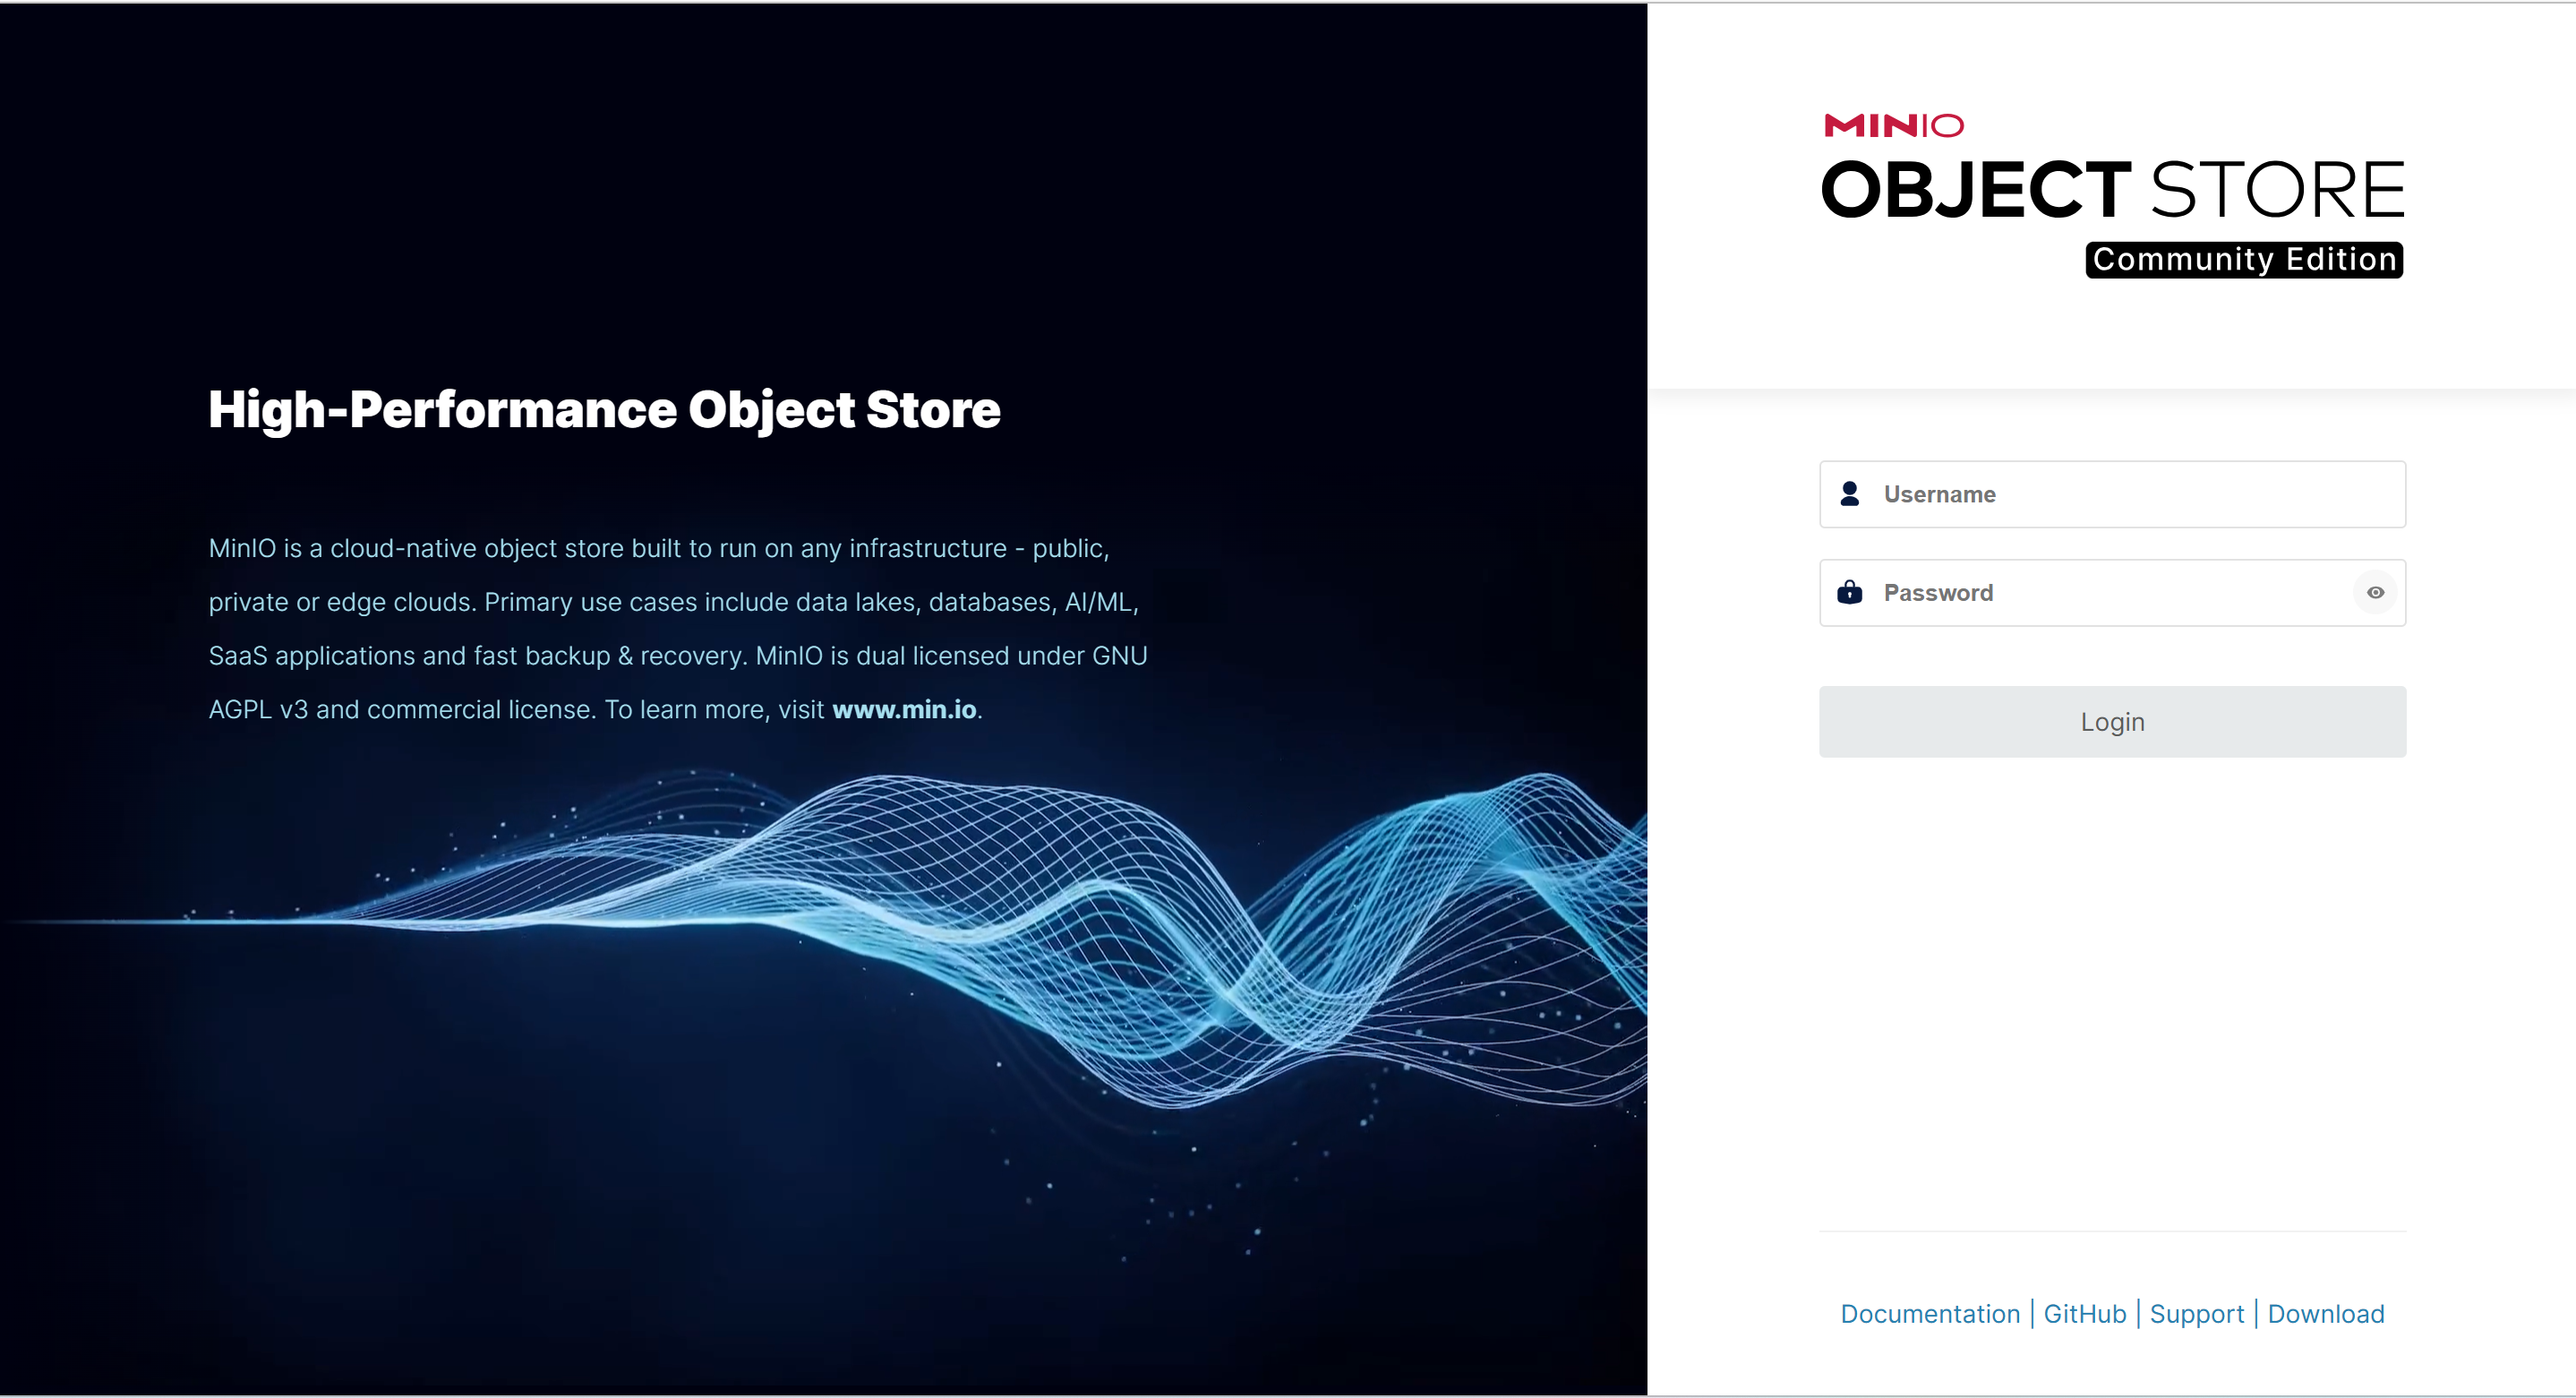 High-Performance Object Store
MinIO is a cloud-native object store built to run on any infrastructure - public,
private or edge clouds. Primary use cases include data lakes, databases, AI/ML,
SaaS applications and fast backup & recovery. MinIO is dual licensed under GNU
AGPL v3 and commercial license. To learn more, visit www.min.io.
MINIO
OBJECT STORE
Community Edition
Username
Password
Login
Documentation | GitHub | Support | Download